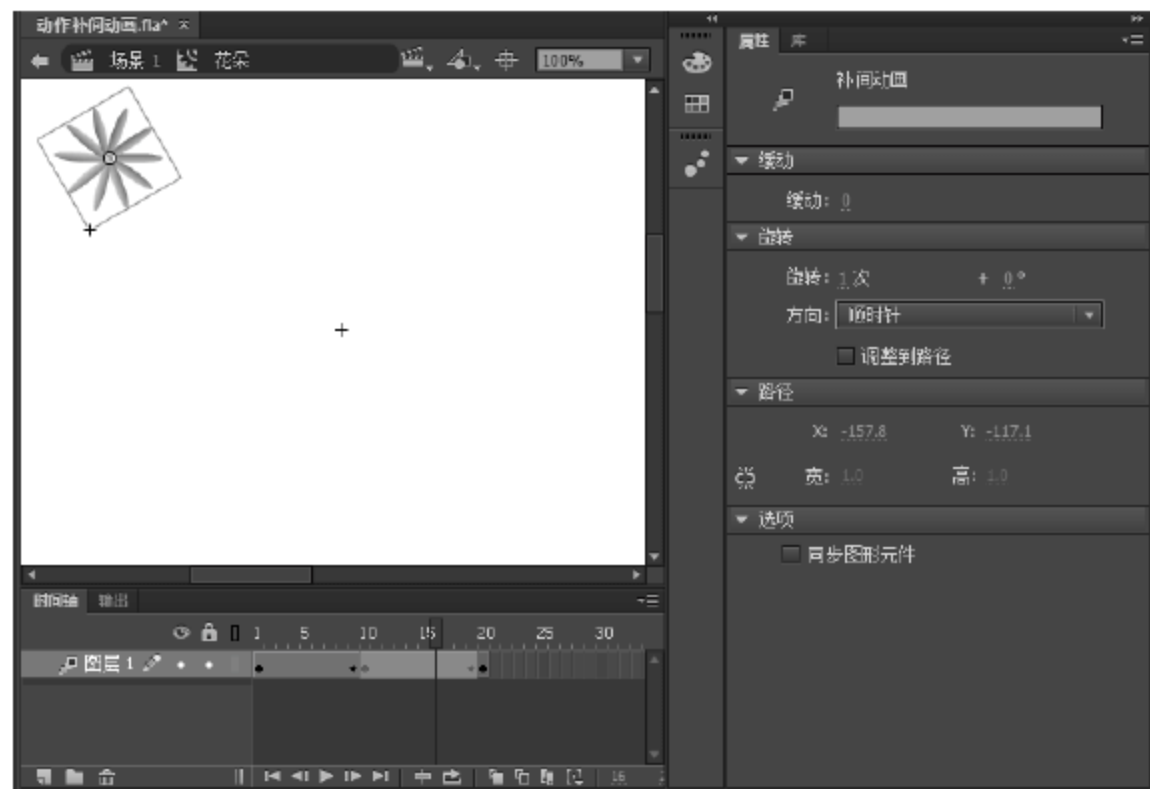 动作补间动画.fla*
场景 1 花朵 100%
属性 库
补间动画
缓动
缓动: 0
旋转
旋转: 1 次 + 0°
方向: 顺时针
调整到路径
路径
X: -157.8 Y: -117.1
宽: 1.0 高: 1.0
选项
同步图形元件
时间轴 输出
1 5 10 15 20 25 30
图层 1
16